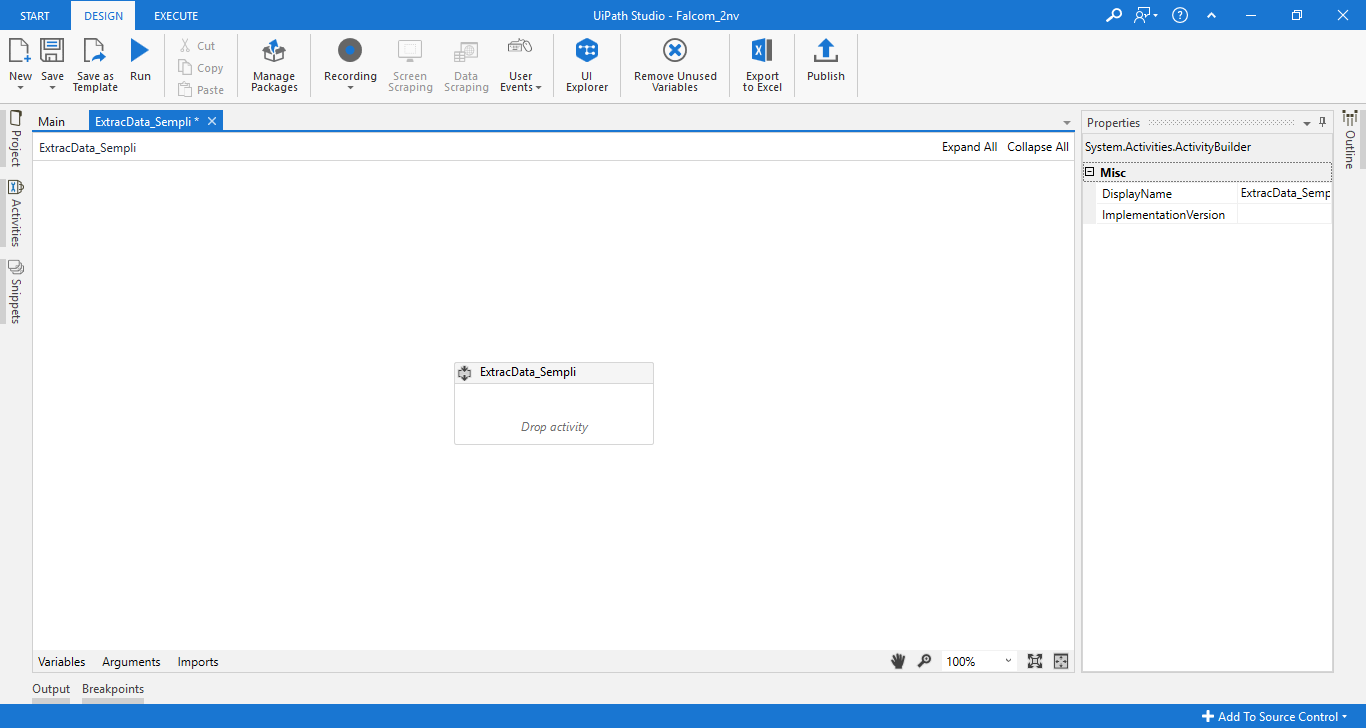 START DESIGN EXECUTE UiPath Studio - Falcom_2nv
New Save Save as Template Run
Cut
Copy
Paste
Manage Packages Recording Screen Scraping Data Scraping User Events UI Explorer Remove Unused Variables Export to Excel Publish
Main ExtracData_Sempli * Properties
ExtracData_Sempli Expand All Collapse All System.Activities.ActivityBuilder
Misc
DisplayName ExtracData_Semp
ImplementationVersion
Project
Activities
Snippets
Outline
ExtracData_Sempli
Drop activity
Variables Arguments Imports 100%
Output Breakpoints
Add To Source Control